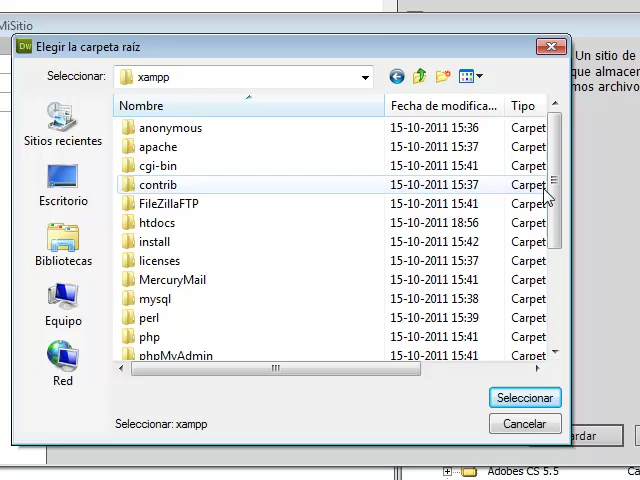 MiSitio
Un sitio de
que almacer
mos archivo
Dw Elegir la carpeta raíz
Seleccionar: xampp
Nombre Fecha de modifica... Tipo
anonymous 15-10-2011 15:36 Carpet
apache 15-10-2011 15:37 Carpet
cgi-bin 15-10-2011 15:41 Carpet
contrib 15-10-2011 15:37 Carpet
FileZillaFTP 15-10-2011 15:41 Carpet
htdocs 15-10-2011 18:56 Carpet
install 15-10-2011 15:42 Carpet
licenses 15-10-2011 15:37 Carpet
MercuryMail 15-10-2011 15:41 Carpet
mysql 15-10-2011 15:38 Carpet
perl 15-10-2011 15:39 Carpet
php 15-10-2011 15:41 Carpet
phpMyAdmin 15-10-2011 15:41 Carpet
Sitios recientes
Escritorio
Bibliotecas
Equipo
Red
Seleccionar
Seleccionar: xampp
Cancelar
dar
Adobes CS 5.5
Ca